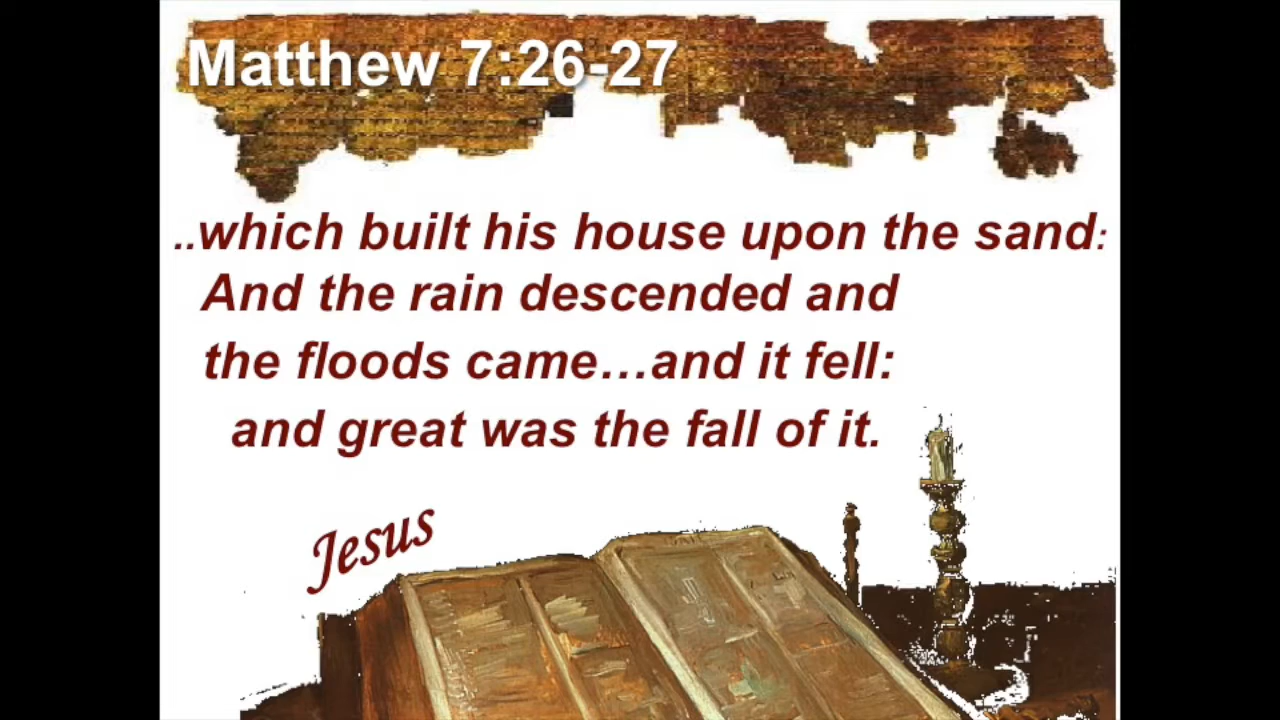 Matthew 7:26-27
..which built his house upon the sand:
And the rain descended and
the floods came...and it fell:
and great was the fall of it.
Jesus